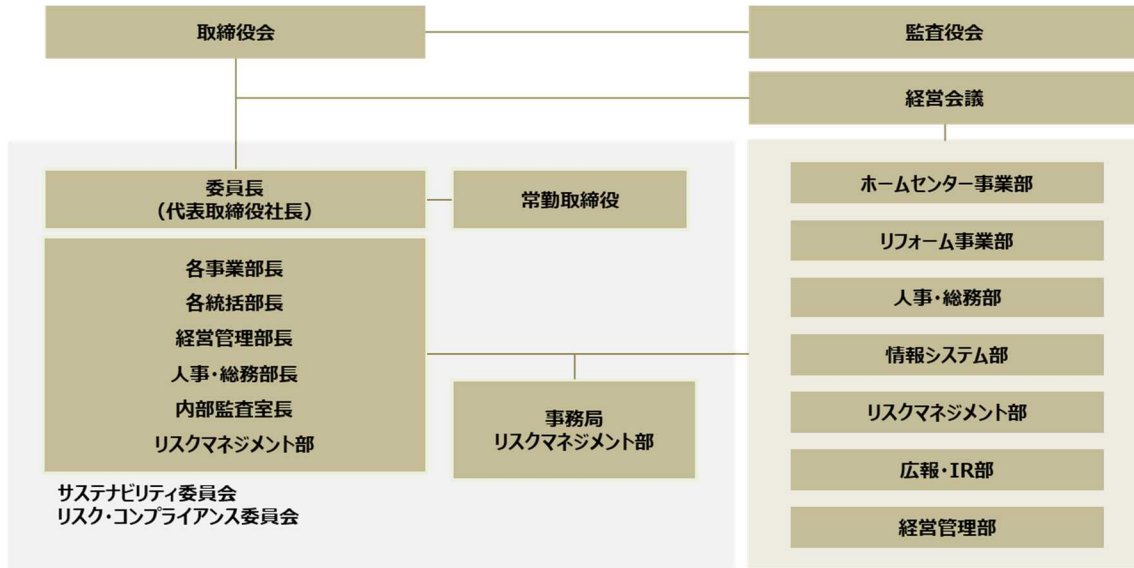 取締役会
監査役会
経営会議
委員長
（代表取締役社長）
常勤取締役
各事業部長
各統括部長
経営管理部長
人事・総務部長
内部監査室長
リスクマネジメント部
事務局
リスクマネジメント部
サステナビリティ委員会
リスク・コンプライアンス委員会
ホームセンター事業部
リフォーム事業部
人事・総務部
情報システム部
リスクマネジメント部
広報・IR部
経営管理部